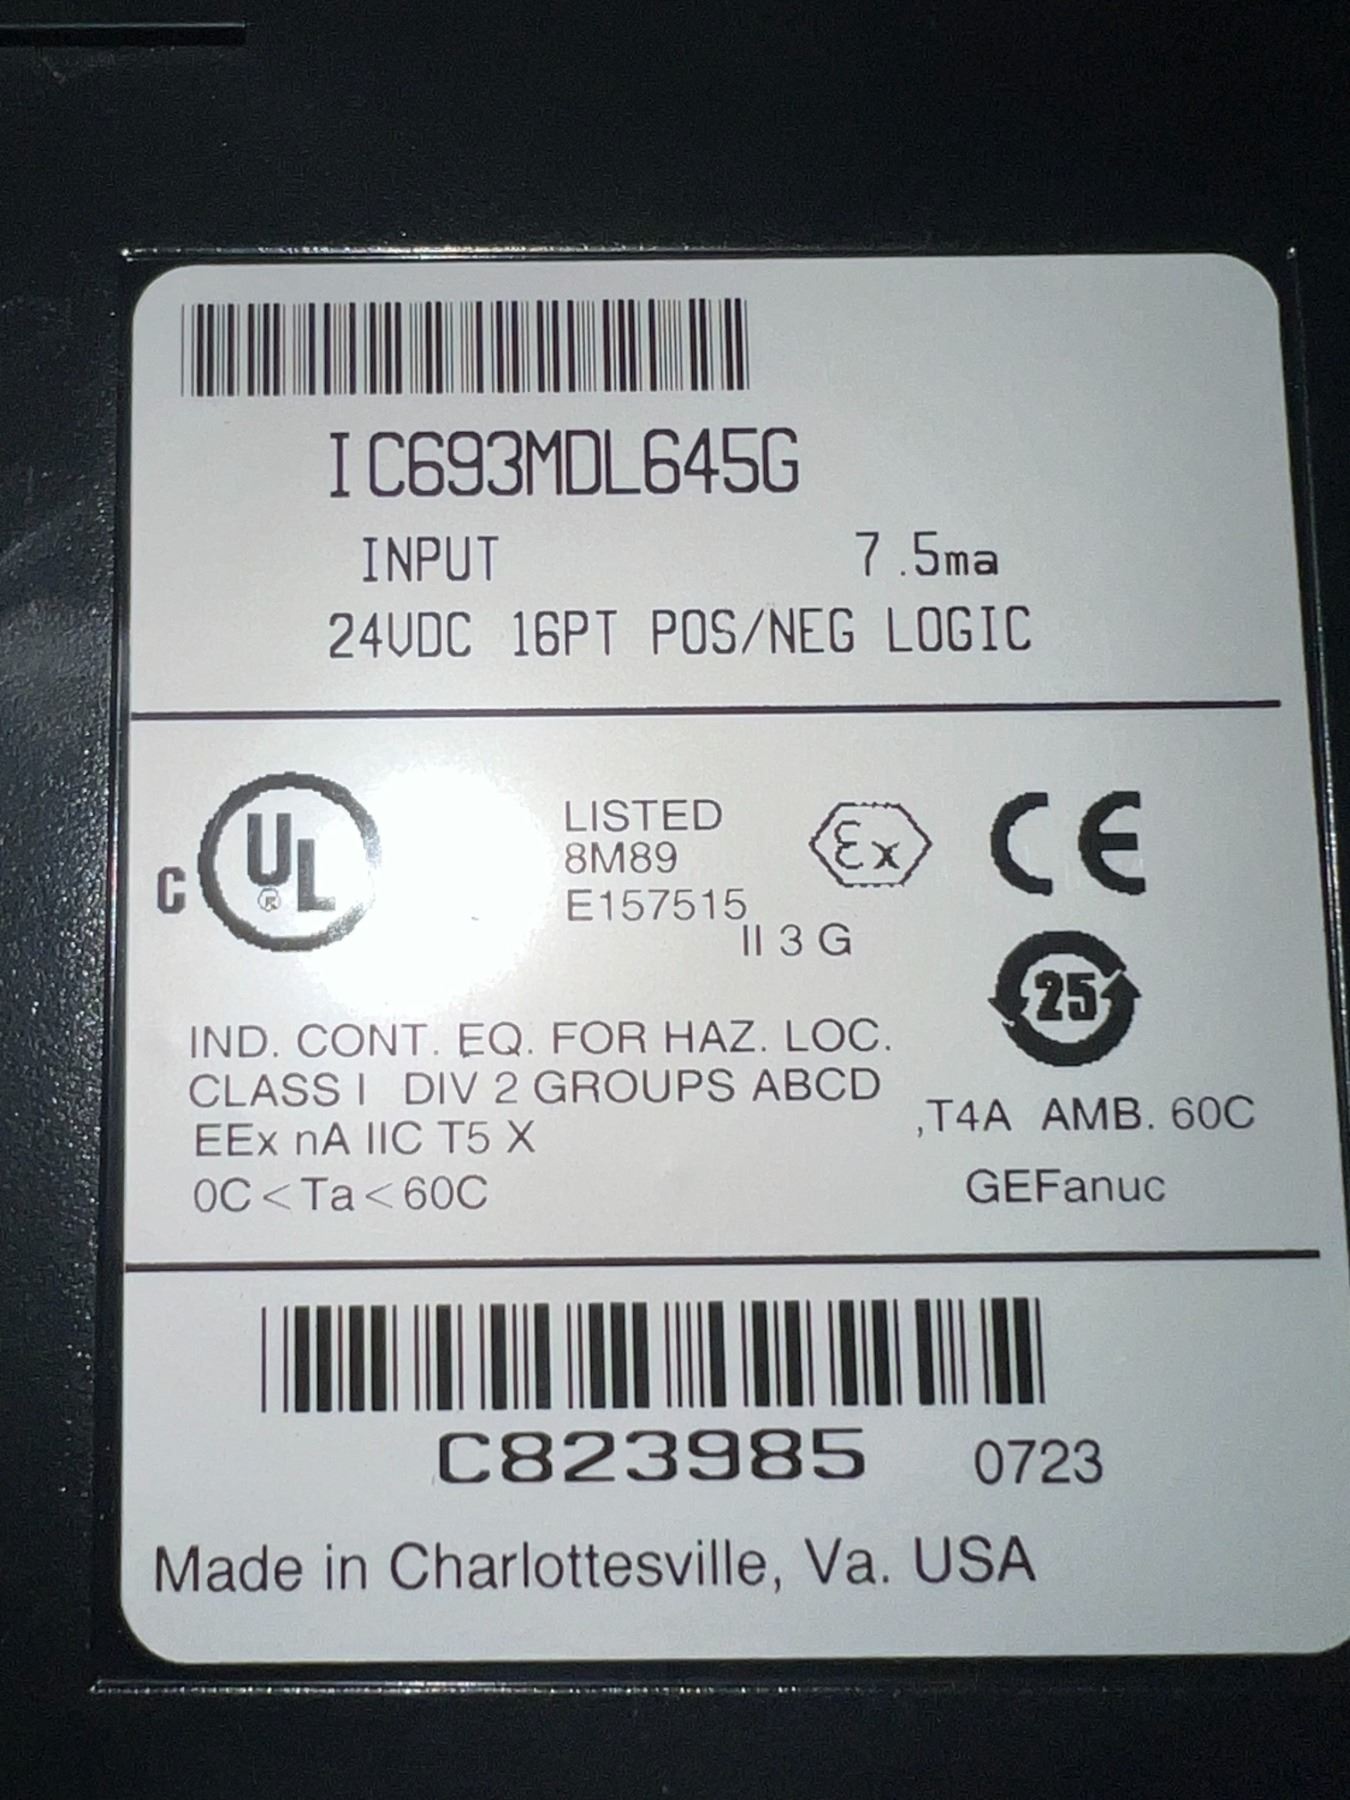 IC693MDL645G
INPUT 7.5ma
24VDC 16PT POS/NEG LOGIC
C UL ®
LISTED
8M89
E157515
Ex
CE
II 3 G
25
IND. CONT. EQ. FOR HAZ. LOC.
CLASS I DIV 2 GROUPS ABCD ,T4A AMB. 60C
EEx nA IIC T5 X
0C<Ta<60C
GEFanuc
C823985 0723
Made in Charlottesville, Va. USA